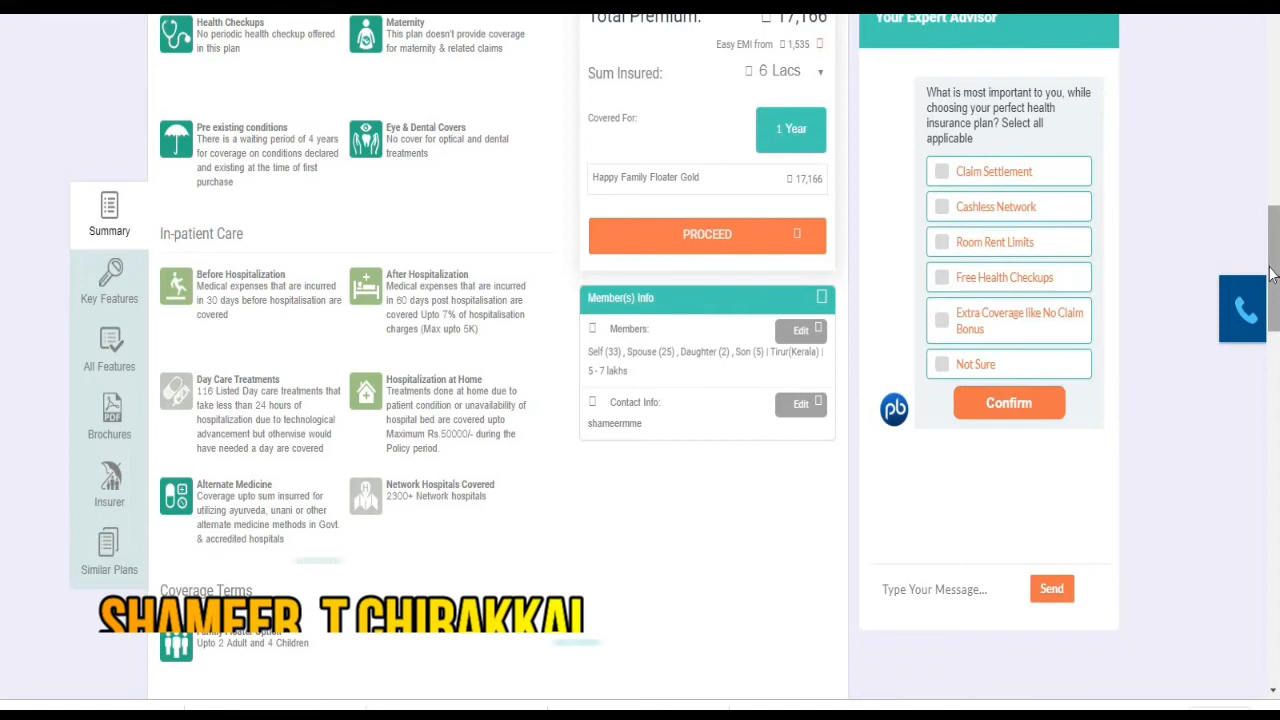 Health Checkups
No periodic health checkup offered
in this plan
Maternity
This plan doesn't provide coverage
for maternity & related claims
Pre existing conditions
There is a waiting period of 4 years
for coverage on conditions declared
and existing at the time of first
purchase
Eye & Dental Covers
No cover for optical and dental
treatments
In-patient Care
Before Hospitalization
Medical expenses that are incurred
in 30 days before hospitalisation are
covered
After Hospitalization
Medical expenses that are incurred
in 60 days post hospitalisation are
covered Upto 7% of hospitalisation
charges (Max upto 5K)
Day Care Treatments
116 Listed Day care treatments that
take less than 24 hours of
hospitalization due to technological
advancement but otherwise would
have needed a day are covered
Hospitalization at Home
Treatments done at home due to
patient condition or unavailability of
hospital bed are covered upto
Maximum Rs.50000/- during the
Policy period.
Alternate Medicine
Coverage upto sum insurred for
utilizing ayurveda, unani or other
alternate medicine methods in Govt.
& accredited hospitals
Network Hospitals Covered
2300+ Network hospitals
Coverage Terms
SHAMEER T CHIRAKKAL
Family Floater Option
Upto 2 Adult and 4 Children
Summary
Key Features
All Features
PDF
Brochures
Insurer
Similar Plans
Total Premium: 17,166
Easy EMI from 1,535
Sum Insured: 6 Lacs
Covered For: 1 Year
Happy Family Floater Gold 17,166
PROCEED
Member(s) Info
Members: Edit
Self (33) , Spouse (25) , Daughter (2) , Son (5) | Tirur(Kerala) |
5 - 7 lakhs
Contact Info: Edit
shameermme
Your Expert Advisor
What is most important to you, while
choosing your perfect health
insurance plan? Select all
applicable
Claim Settlement
Cashless Network
Room Rent Limits
Free Health Checkups
Extra Coverage like No Claim
Bonus
Not Sure
Confirm
pb
Type Your Message...
Send